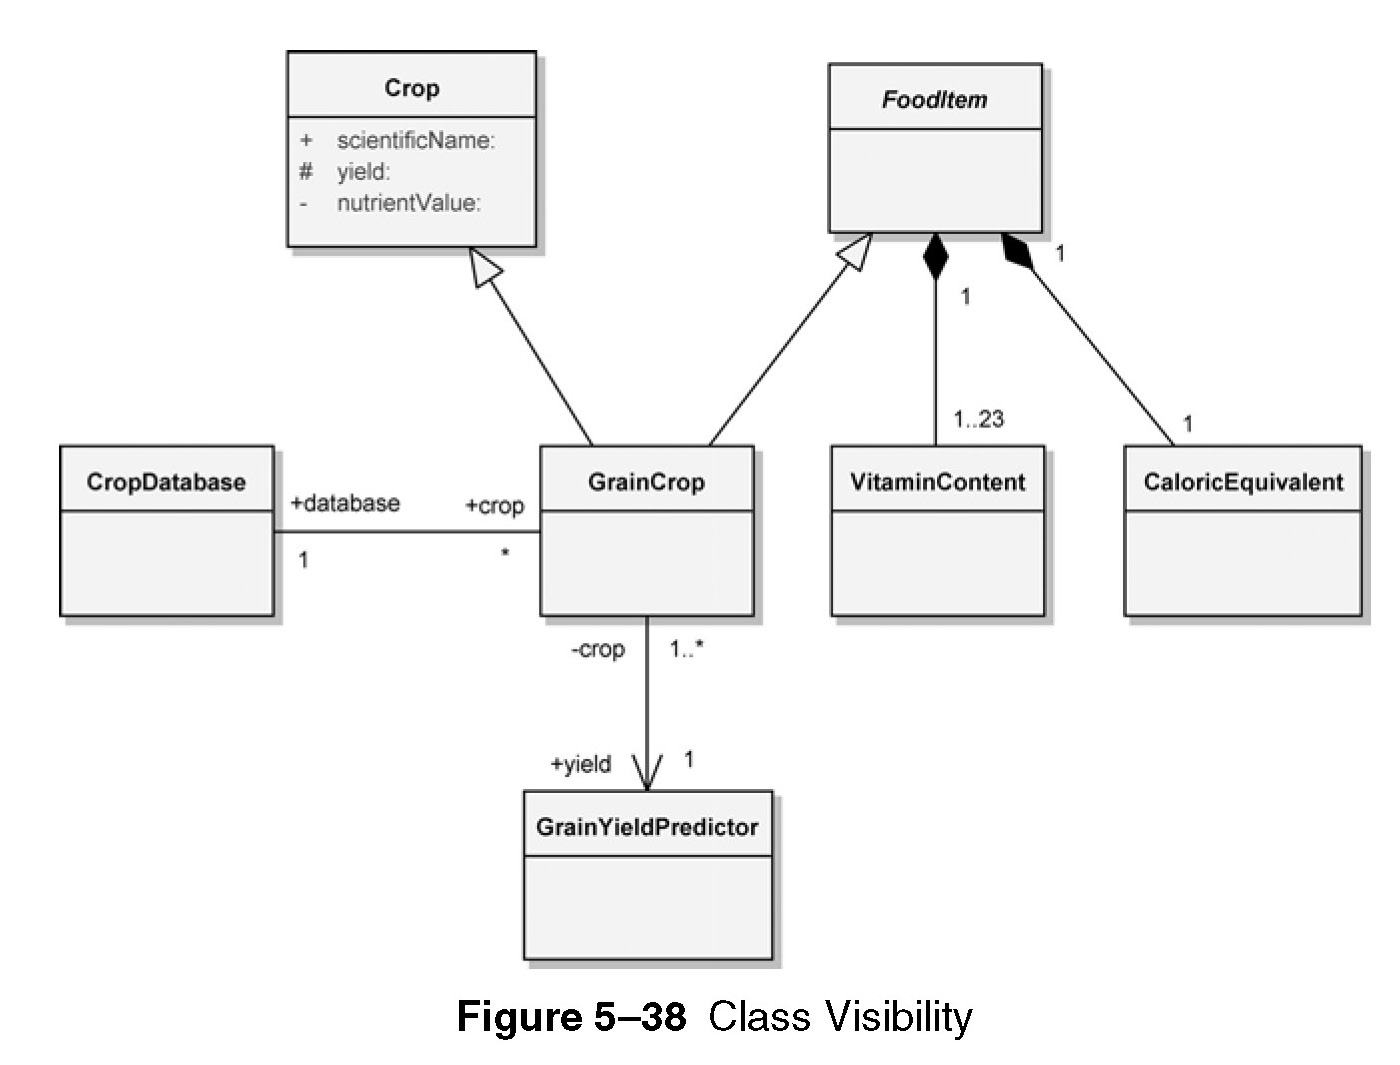 Crop
+ scientificName:
# yield:
- nutrientValue:
FoodItem
1
1
1..23
1
CropDatabase
+database
1
+crop
*
GrainCrop
VitaminContent
CaloricEquivalent
-crop
1..*
+yield
1
GrainYieldPredictor
Figure 5–38 Class Visibility